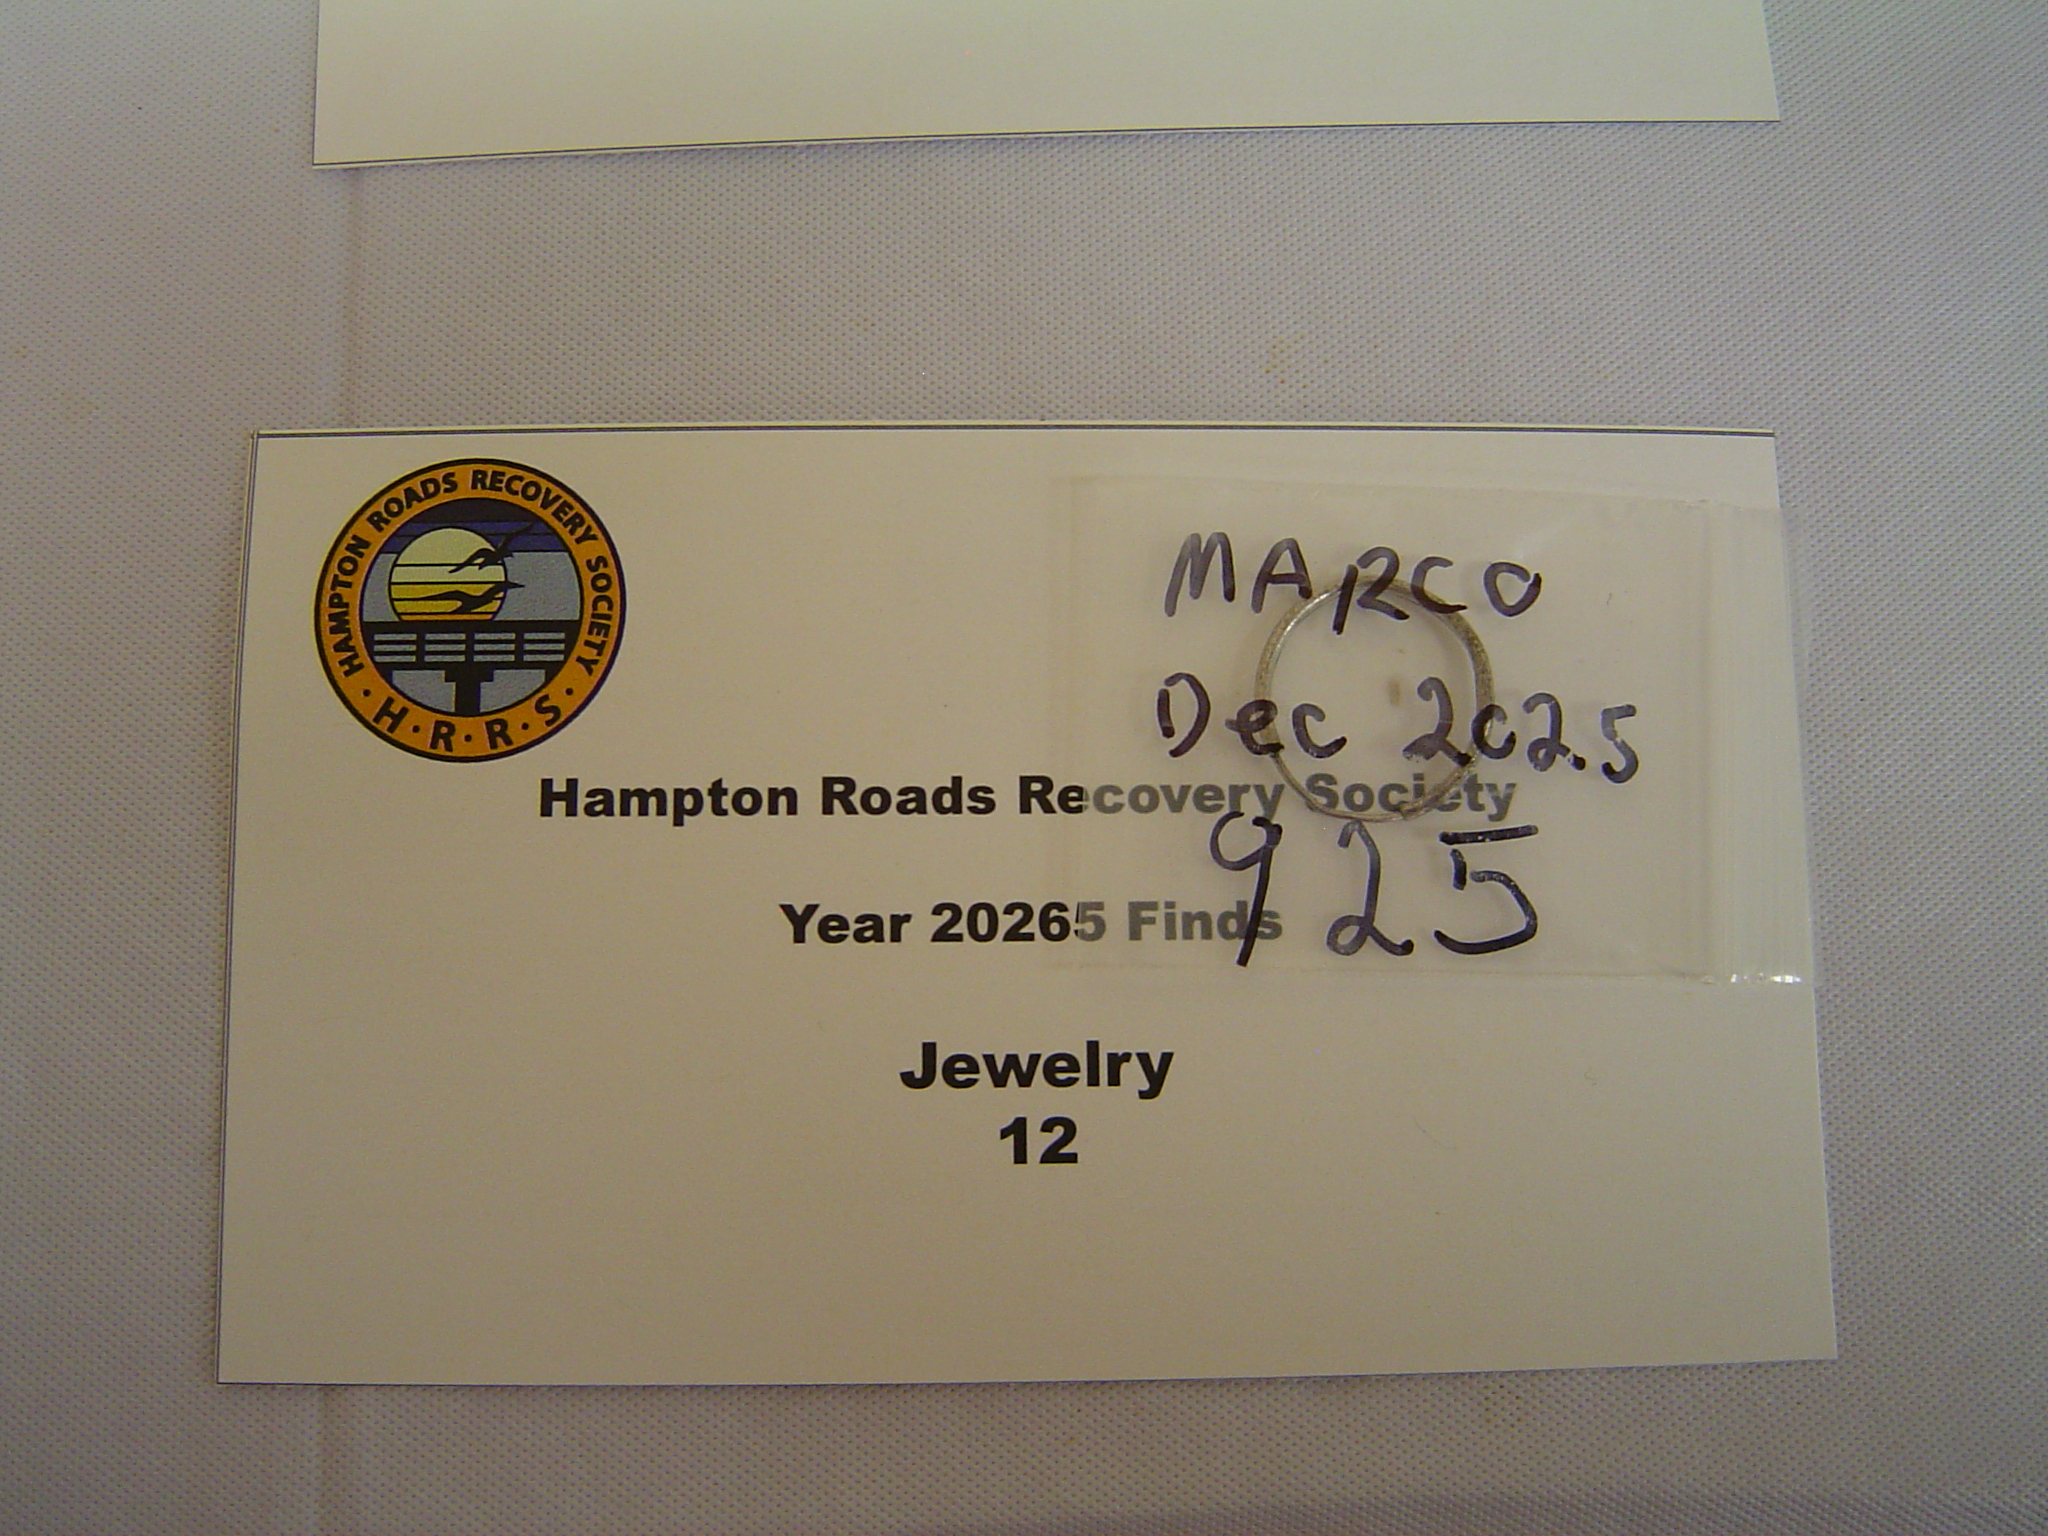 HAMPTON ROADS RECOVERY SOCIETY
H·R·R·S
MARCO
Dec 2025
925
Hampton Roads Recovery Society
Year 20265 Finds
Jewelry
12